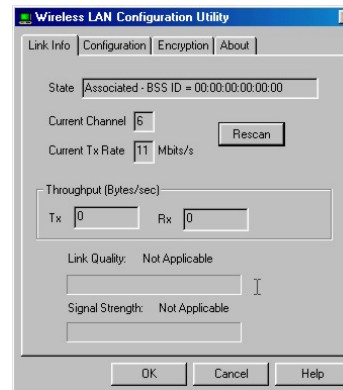 Wireless LAN Configuration Utility
Link Info Configuration Encryption About
State Associated - BSS ID = 00:00:00:00:00:00
Current Channel 6
Rescan
Current Tx Rate 11 Mbits/s
Throughput (Bytes/sec)
Tx 0 Rx 0
Link Quality: Not Applicable
Signal Strength: Not Applicable
OK Cancel Help